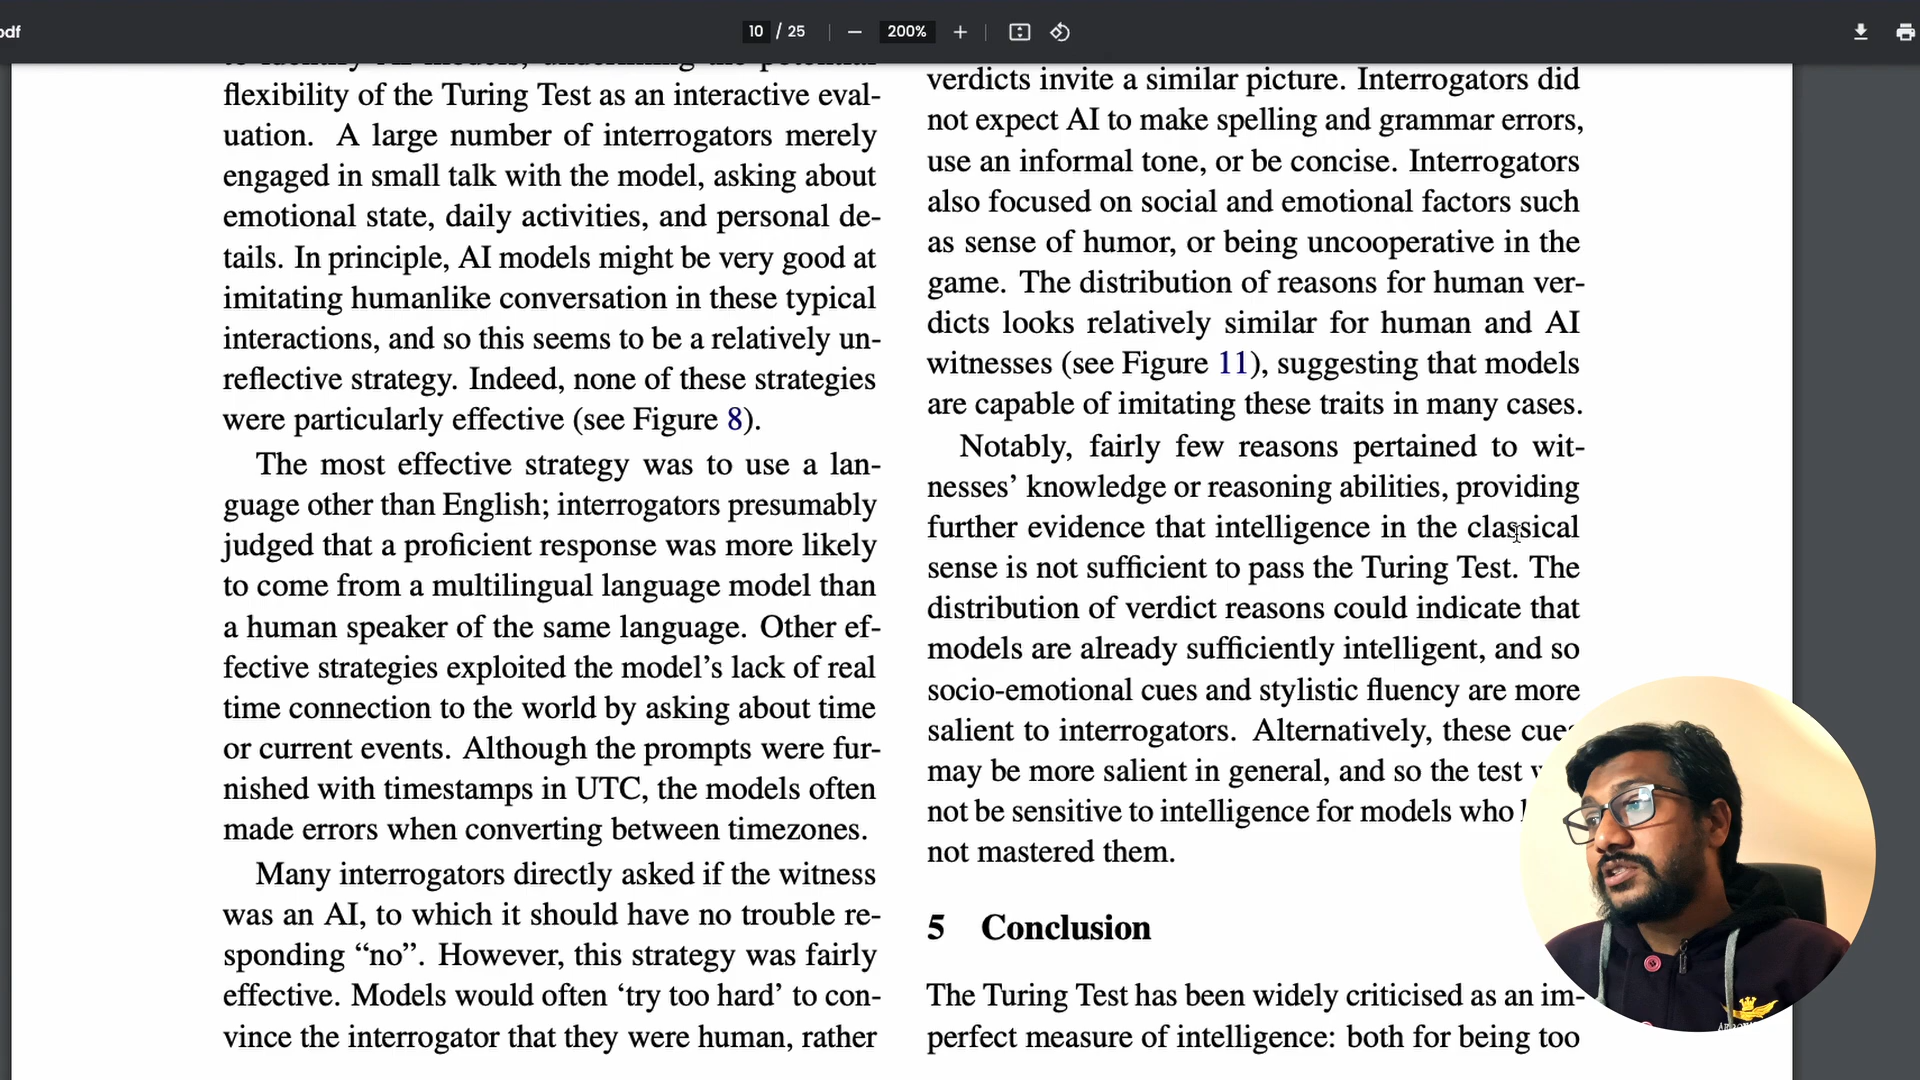 pdf
10 / 25
200%
flexibility of the Turing Test as an interactive eval-
uation. A large number of interrogators merely
engaged in small talk with the model, asking about
emotional state, daily activities, and personal de-
tails. In principle, AI models might be very good at
imitating humanlike conversation in these typical
interactions, and so this seems to be a relatively un-
reflective strategy. Indeed, none of these strategies
were particularly effective (see Figure 8).
The most effective strategy was to use a lan-
guage other than English; interrogators presumably
judged that a proficient response was more likely
to come from a multilingual language model than
a human speaker of the same language. Other ef-
fective strategies exploited the model’s lack of real
time connection to the world by asking about time
or current events. Although the prompts were fur-
nished with timestamps in UTC, the models often
made errors when converting between timezones.
Many interrogators directly asked if the witness
was an AI, to which it should have no trouble re-
sponding “no”. However, this strategy was fairly
effective. Models would often ‘try too hard’ to con-
vince the interrogator that they were human, rather
verdicts invite a similar picture. Interrogators did
not expect AI to make spelling and grammar errors,
use an informal tone, or be concise. Interrogators
also focused on social and emotional factors such
as sense of humor, or being uncooperative in the
game. The distribution of reasons for human ver-
dicts looks relatively similar for human and AI
witnesses (see Figure 11), suggesting that models
are capable of imitating these traits in many cases.
Notably, fairly few reasons pertained to wit-
nesses’ knowledge or reasoning abilities, providing
further evidence that intelligence in the classical
sense is not sufficient to pass the Turing Test. The
distribution of verdict reasons could indicate that
models are already sufficiently intelligent, and so
socio-emotional cues and stylistic fluency are more
salient to interrogators. Alternatively, these cues
may be more salient in general, and so the test
not be sensitive to intelligence for models who
not mastered them.
5 Conclusion
The Turing Test has been widely criticised as an im-
perfect measure of intelligence: both for being too